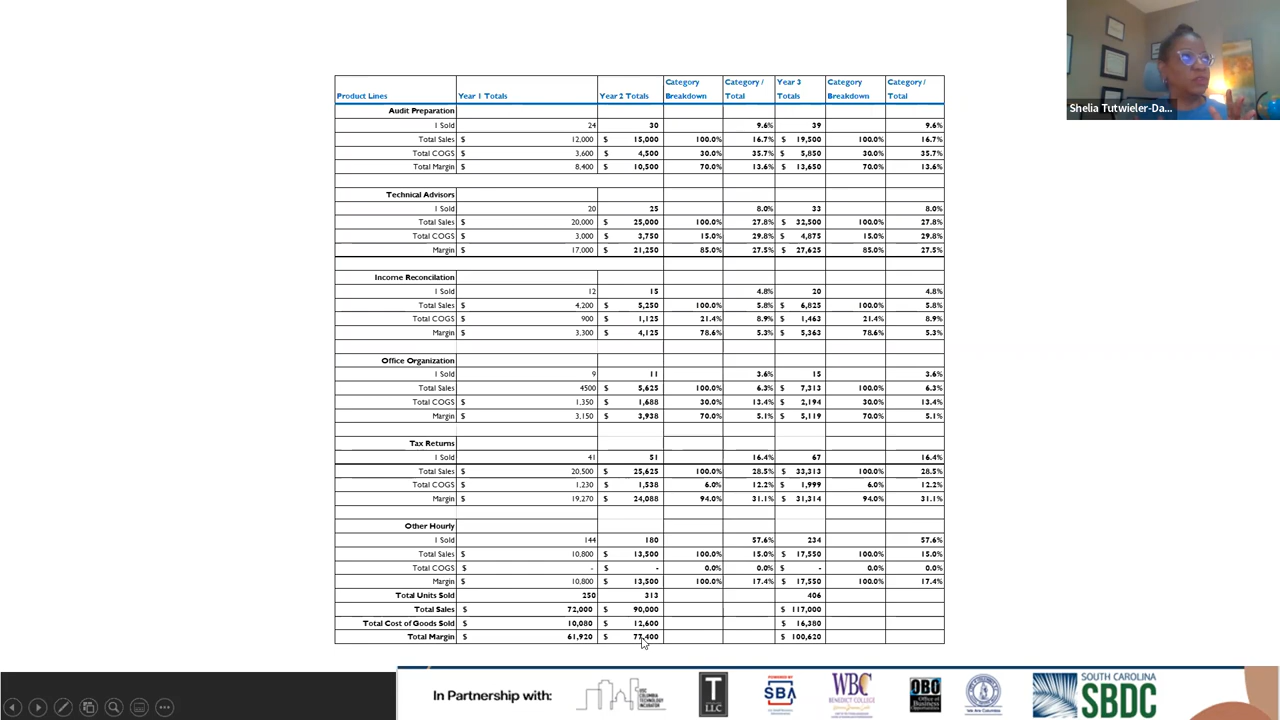 Category Category / Year 3 Category Category /
Product Lines Year 1 Totals Year 2 Totals Breakdown Total Totals Breakdown Total
Audit Preparation
1 Sold 24 30 9.6% 39 9.6%
Total Sales $ 12,000 $ 15,000 100.0% 16.7% $ 19,500 100.0% 16.7%
Total COGS $ 3,600 $ 4,500 30.0% 35.7% $ 5,850 30.0% 35.7%
Total Margin $ 8,400 $ 10,500 70.0% 13.6% $ 13,650 70.0% 13.6%
Technical Advisors
1 Sold 20 25 8.0% 33 8.0%
Total Sales $ 20,000 $ 25,000 100.0% 27.8% $ 32,500 100.0% 27.8%
Total COGS $ 3,000 $ 3,750 15.0% 29.8% $ 4,875 15.0% 29.8%
Margin $ 17,000 $ 21,250 85.0% 27.5% $ 27,625 85.0% 27.5%
Income Reconcilation
1 Sold 12 15 4.8% 20 4.8%
Total Sales $ 4,200 $ 5,250 100.0% 5.8% $ 6,825 100.0% 5.8%
Total COGS $ 900 $ 1,125 21.4% 8.9% $ 1,463 21.4% 8.9%
Margin $ 3,300 $ 4,125 78.6% 5.3% $ 5,363 78.6% 5.3%
Office Organization
1 Sold 9 11 3.6% 15 3.6%
Total Sales 4500 $ 5,625 100.0% 6.3% $ 7,313 100.0% 6.3%
Total COGS $ 1,350 $ 1,688 30.0% 13.4% $ 2,194 30.0% 13.4%
Margin $ 3,150 $ 3,938 70.0% 5.1% $ 5,119 70.0% 5.1%
Tax Returns
1 Sold 41 51 16.4% 67 16.4%
Total Sales $ 20,500 $ 25,625 100.0% 28.5% $ 33,313 100.0% 28.5%
Total COGS $ 1,230 $ 1,538 6.0% 12.2% $ 1,999 6.0% 12.2%
Margin $ 19,270 $ 24,088 94.0% 31.1% $ 31,314 94.0% 31.1%
Other Hourly
1 Sold 144 180 57.6% 234 57.6%
Total Sales $ 10,800 $ 13,500 100.0% 15.0% $ 17,550 100.0% 15.0%
Total COGS $ - $ - 0.0% 0.0% $ - 0.0% 0.0%
Margin $ 10,800 $ 13,500 100.0% 17.4% $ 17,550 100.0% 17.4%
Total Units Sold 250 313 406
Total Sales $ 72,000 $ 90,000 $ 117,000
Total Cost of Goods Sold $ 10,080 $ 12,600 $ 16,380
Total Margin $ 61,920 $ 77,400 $ 100,620
Shelia Tutwieler-Da...
In Partnership with:
T
LLC
POWERED BY
SBA
WBC
BENEDICT COLLEGE
OBO
Office of
Business
Opportunities
We Are Columbia
SOUTH CAROLINA
SBDC